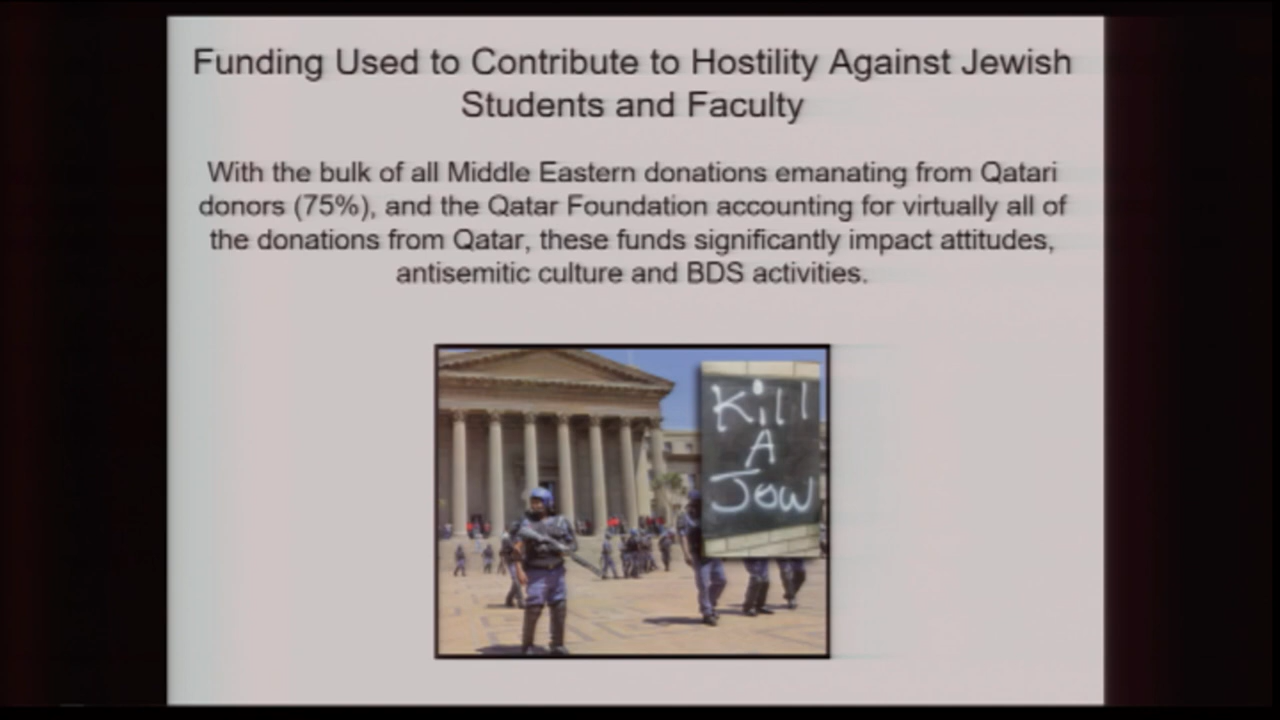 Funding Used to Contribute to Hostility Against Jewish
Students and Faculty
With the bulk of all Middle Eastern donations emanating from Qatari
donors (75%), and the Qatar Foundation accounting for virtually all of
the donations from Qatar, these funds significantly impact attitudes,
antisemitic culture and BDS activities.
Kill
A
Jew